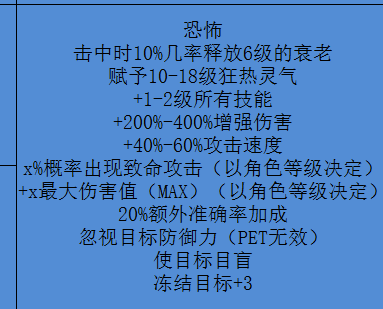 恐怖
击中时10%几率释放6级的衰老
赋予10-18级狂热灵气
+1-2级所有技能
+200%-400%增强伤害
+40%-60%攻击速度
x%概率出现致命攻击（以角色等级决定）
+x最大伤害值（MAX）（以角色等级决定）
20%额外准确率加成
忽视目标防御力（PET无效）
使目标目盲
冻结目标+3